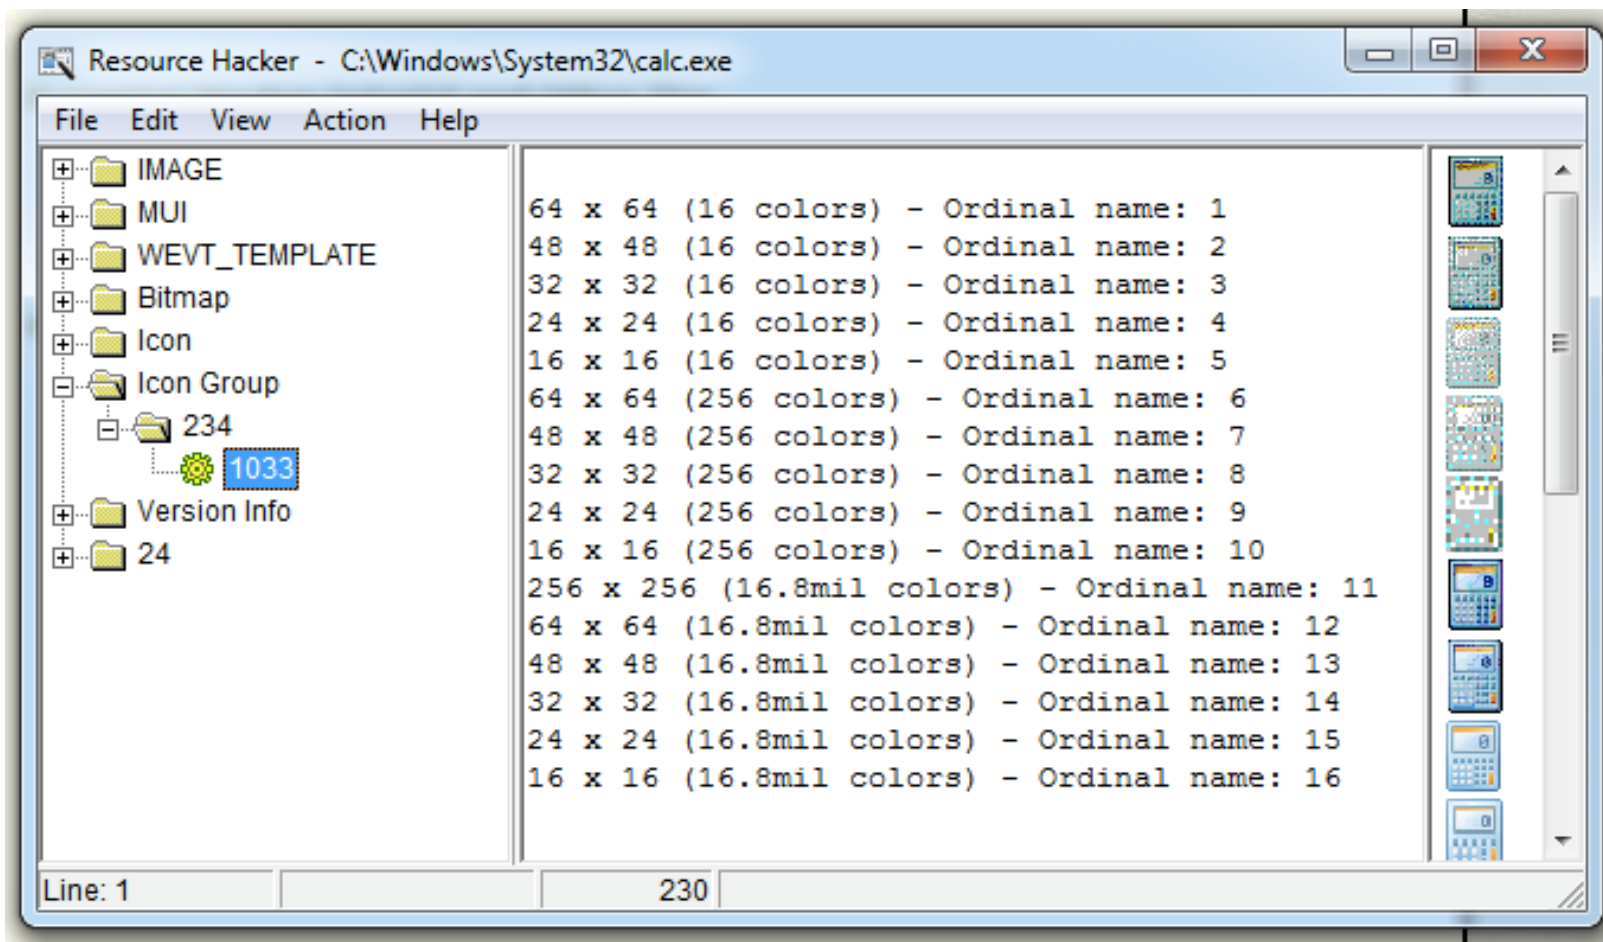 Resource Hacker - C:\Windows\System32\calc.exe
File Edit View Action Help
IMAGE
MUI
WEVT_TEMPLATE
Bitmap
Icon
Icon Group
234
1033
Version Info
24
64 x 64 (16 colors) - Ordinal name: 1
48 x 48 (16 colors) - Ordinal name: 2
32 x 32 (16 colors) - Ordinal name: 3
24 x 24 (16 colors) - Ordinal name: 4
16 x 16 (16 colors) - Ordinal name: 5
64 x 64 (256 colors) - Ordinal name: 6
48 x 48 (256 colors) - Ordinal name: 7
32 x 32 (256 colors) - Ordinal name: 8
24 x 24 (256 colors) - Ordinal name: 9
16 x 16 (256 colors) - Ordinal name: 10
256 x 256 (16.8mil colors) - Ordinal name: 11
64 x 64 (16.8mil colors) - Ordinal name: 12
48 x 48 (16.8mil colors) - Ordinal name: 13
32 x 32 (16.8mil colors) - Ordinal name: 14
24 x 24 (16.8mil colors) - Ordinal name: 15
16 x 16 (16.8mil colors) - Ordinal name: 16
Line: 1
230